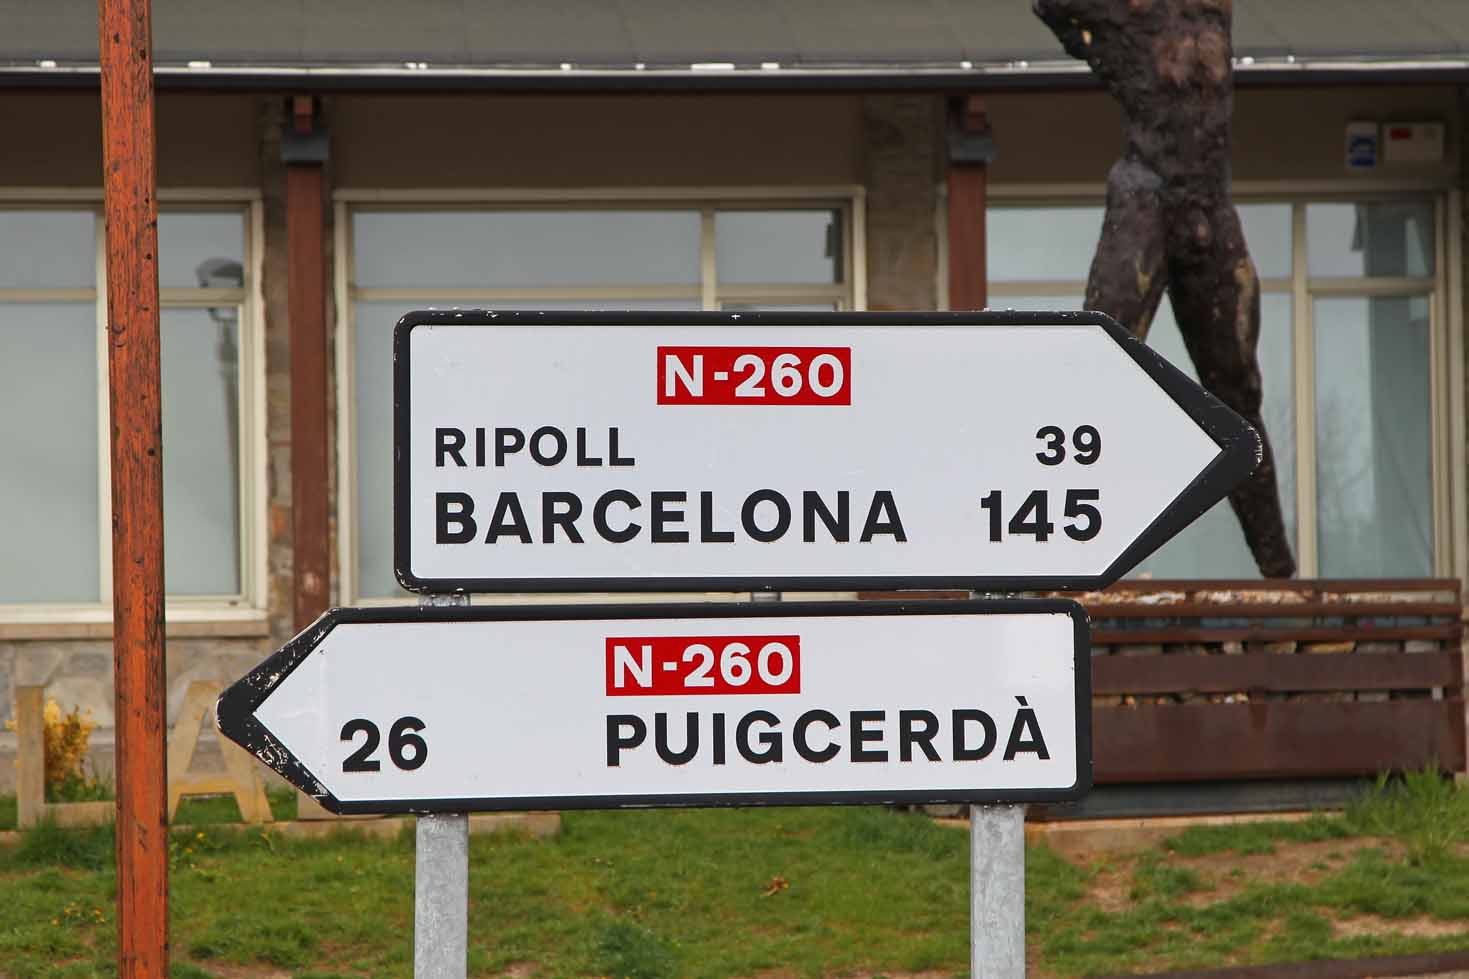 N-260
RIPOLL 39
BARCELONA 145
N-260
26 PUIGCERDÀ